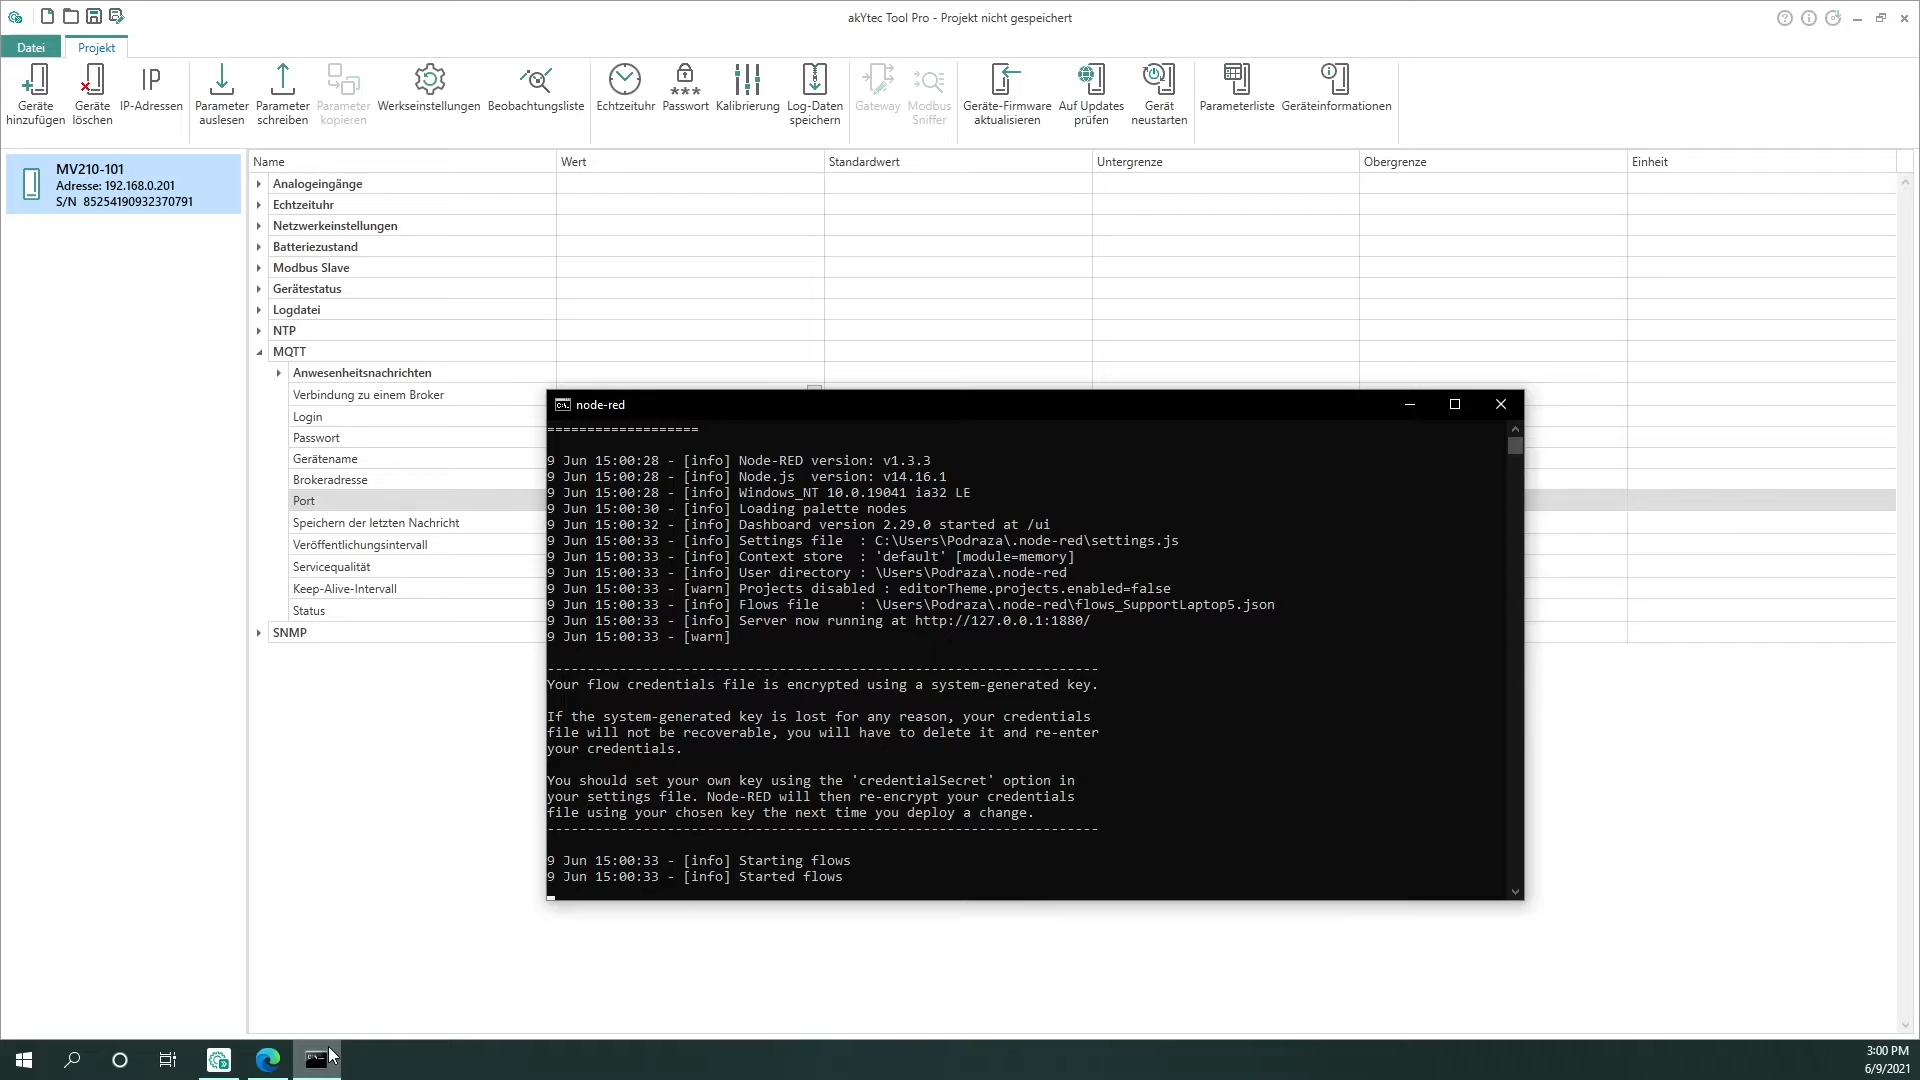 akYtec Tool Pro - Projekt nicht gespeichert
Datei
Projekt
Geräte hinzufügen
Geräte löschen
IP
IP-Adressen
Parameter auslesen
Parameter schreiben
Parameter kopieren
Werkseinstellungen
Beobachtungsliste
Echtzeituhr
Passwort
Kalibrierung
Log-Daten speichern
Gateway
Modbus Sniffer
Geräte-Firmware aktualisieren
Auf Updates prüfen
Gerät neustarten
Parameterliste
Geräteinformationen
MV210-101
Adresse: 192.168.0.201
S/N 85254190932370791
Name
Wert
Standardwert
Untergrenze
Obergrenze
Einheit
Analogeingänge
Echtzeituhr
Netzwerkeinstellungen
Batteriezustand
Modbus Slave
Gerätestatus
Logdatei
NTP
MQTT
Anwesenheitsnachrichten
Verbindung zu einem Broker
Login
Passwort
Gerätename
Brokeradresse
Port
Speichern der letzten Nachricht
Veröffentlichungsintervall
Servicequalität
Keep-Alive-Intervall
Status
SNMP
node-red
===================
9 Jun 15:00:28 - [info] Node-RED version: v1.3.3
9 Jun 15:00:28 - [info] Node.js  version: v14.16.1
9 Jun 15:00:28 - [info] Windows_NT 10.0.19041 ia32 LE
9 Jun 15:00:30 - [info] Loading palette nodes
9 Jun 15:00:32 - [info] Dashboard version 2.29.0 started at /ui
9 Jun 15:00:33 - [info] Settings file  : C:\Users\Podraza\.node-red\settings.js
9 Jun 15:00:33 - [info] Context store  : 'default' [module=memory]
9 Jun 15:00:33 - [info] User directory : \Users\Podraza\.node-red
9 Jun 15:00:33 - [warn] Projects disabled : editorTheme.projects.enabled=false
9 Jun 15:00:33 - [info] Flows file     : \Users\Podraza\.node-red\flows_SupportLaptop5.json
9 Jun 15:00:33 - [info] Server now running at http://127.0.0.1:1880/
9 Jun 15:00:33 - [warn]
---------------------------------------------------------------------
Your flow credentials file is encrypted using a system-generated key.
If the system-generated key is lost for any reason, your credentials
file will not be recoverable, you will have to delete it and re-enter
your credentials.
You should set your own key using the 'credentialSecret' option in
your settings file. Node-RED will then re-encrypt your credentials
file using your chosen key the next time you deploy a change.
---------------------------------------------------------------------
9 Jun 15:00:33 - [info] Starting flows
9 Jun 15:00:33 - [info] Started flows
3:00 PM
6/9/2021